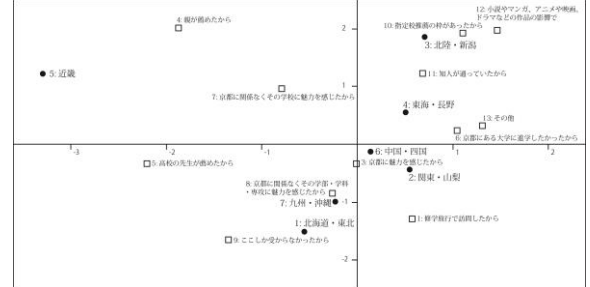 12: 小説やマンガ、アニメや映画、
ドラマなどの作品の影響で
4: 親が薦めたから
10: 指定校推薦の枠があったから
2
3: 北陸・新潟
5: 近畿
11: 知人が通っていたから
1
7: 京都に関係なくその学校に魅力を感じたから
4: 東海・長野
13: その他
6: 京都にある大学に進学したかったから
-3
-2
-1
6: 中国・四国
1
2
5: 高校の先生が薦めたから
3: 京都に魅力を感じたから
2: 関東・山梨
8: 京都に関係なくその学部・学科
・専攻に魅力を感じたから
7: 九州・沖縄
-1
1: 修学旅行で訪問したから
1: 北海道・東北
9: ここしか受からなかったから
-2